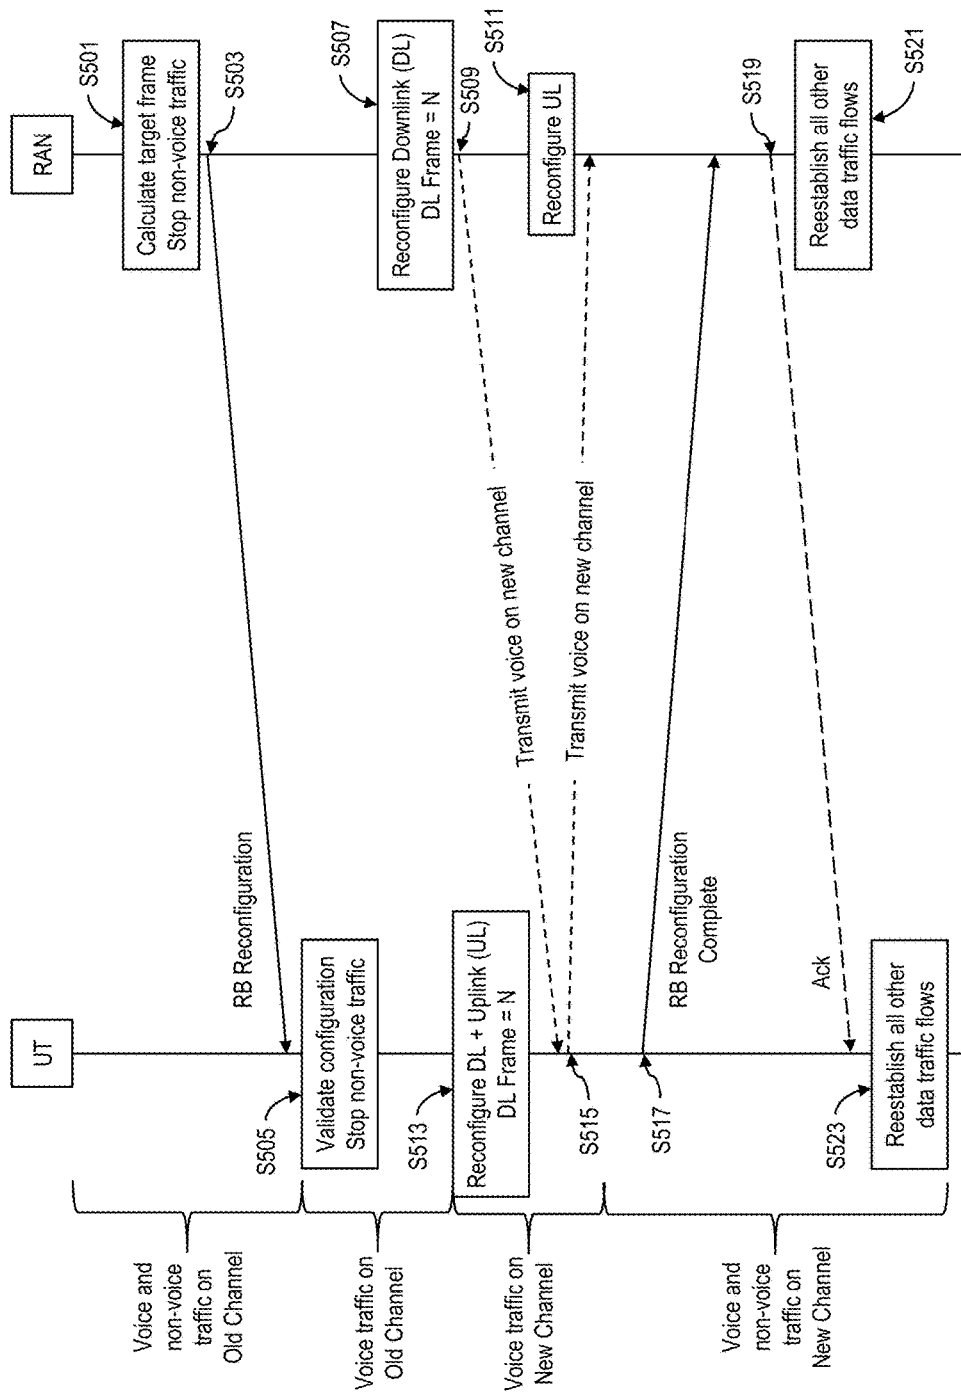 UT
RAN
S501
Calculate target frame
Stop non-voice traffic
S503
RB Reconfiguration
S505
Validate configuration
Stop non-voice traffic
S507
Reconfigure Downlink (DL)
DL Frame = N
S509
S513
Reconfigure DL + Uplink (UL)
DL Frame = N
Transmit voice on new channel
S511
Reconfigure UL
S515
Transmit voice on new channel
S517
RB Reconfiguration
Complete
S519
Ack
S521
Reestablish all other
data traffic flows
S523
Reestablish all other
data traffic flows
Voice and
non-voice
traffic on
Old Channel
Voice traffic on
Old Channel
Voice traffic on
New Channel
Voice and
non-voice
traffic on
New Channel